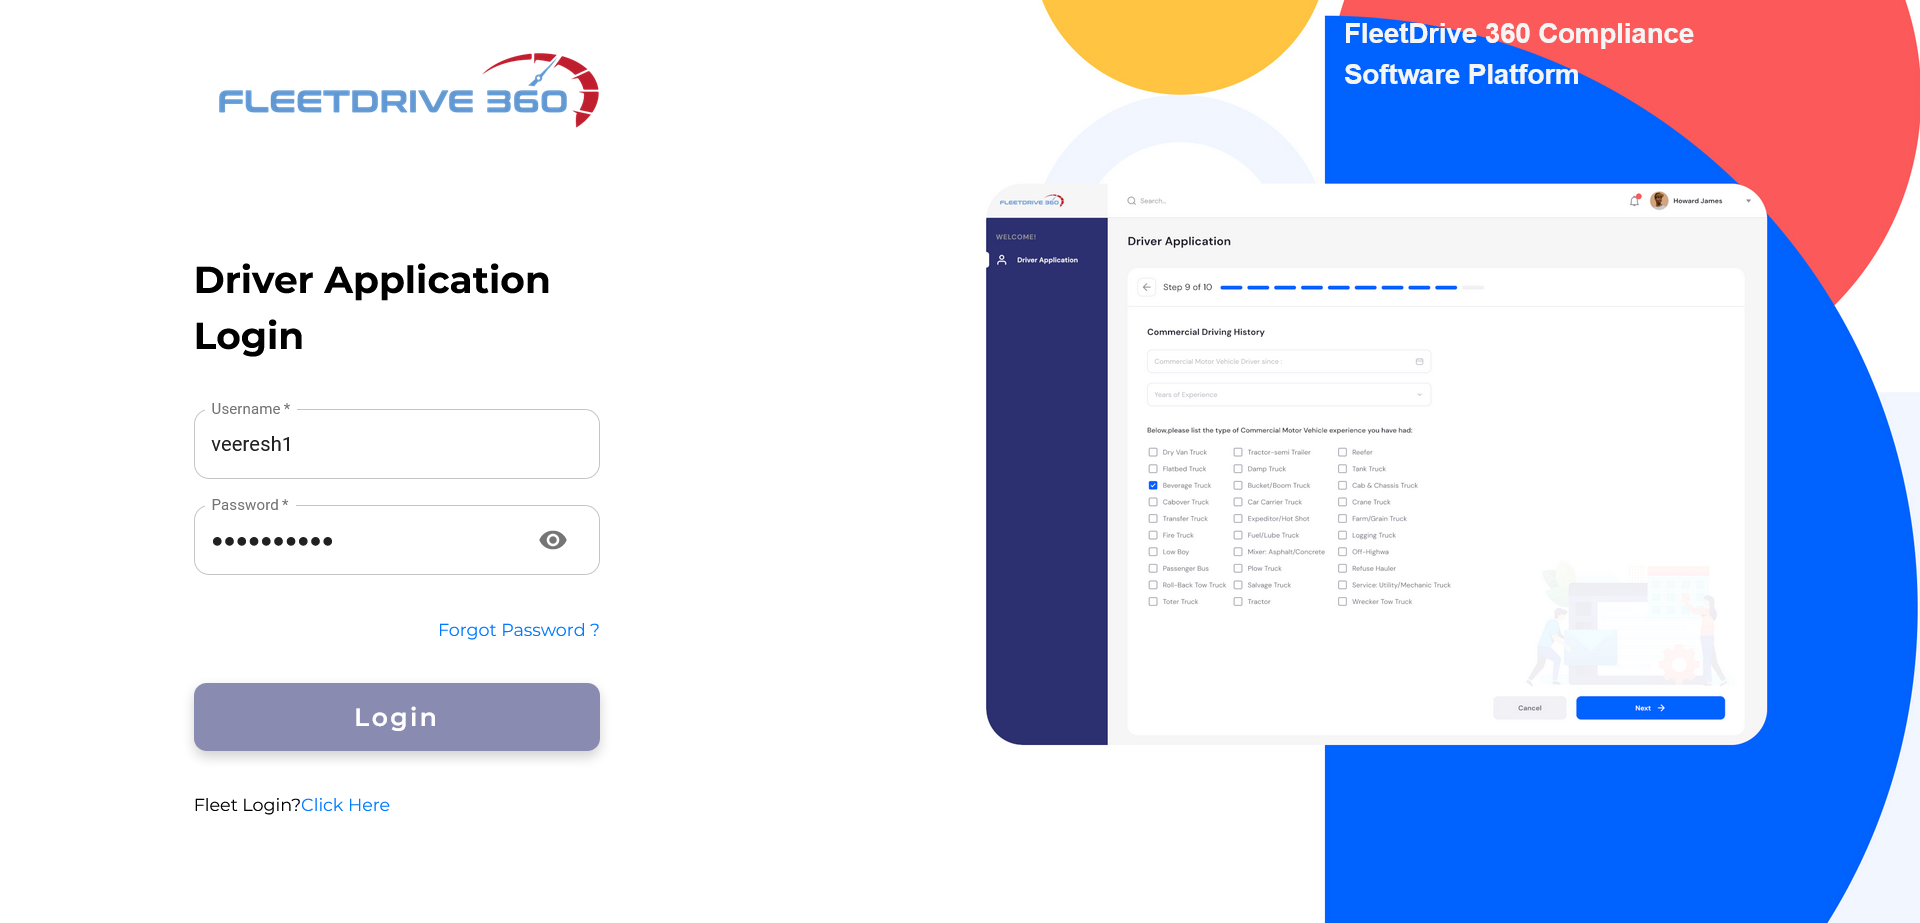 FLEETDRIVE 360
Driver Application
Login
Username *
veeresh1
Password *
••••••••••
Forgot Password ?
Login
Fleet Login?Click Here
FleetDrive 360 Compliance
Software Platform
FLEETDRIVE 360
Search..
Howard James
WELCOME!
Driver Application
Driver Application
Step 9 of 10
Commercial Driving History
Commercial Motor Vehicle Driver since :
Years of Experience
Below,please list the type of Commercial Motor Vehicle experience you have had:
Dry Van Truck Tractor-semi Trailer Reefer
Flatbed Truck Damp Truck Tank Truck
Beverage Truck Bucket/Boom Truck Cab & Chassis Truck
Cabover Truck Car Carrier Truck Crane Truck
Transfer Truck Expeditor/Hot Shot Farm/Grain Truck
Fire Truck Fuel/Lube Truck Logging Truck
Low Boy Mixer: Asphalt/Concrete Off-Highwa
Passenger Bus Plow Truck Refuse Hauler
Roll-Back Tow Truck Salvage Truck Service: Utility/Mechanic Truck
Toter Truck Tractor Wrecker Tow Truck
Cancel
Next